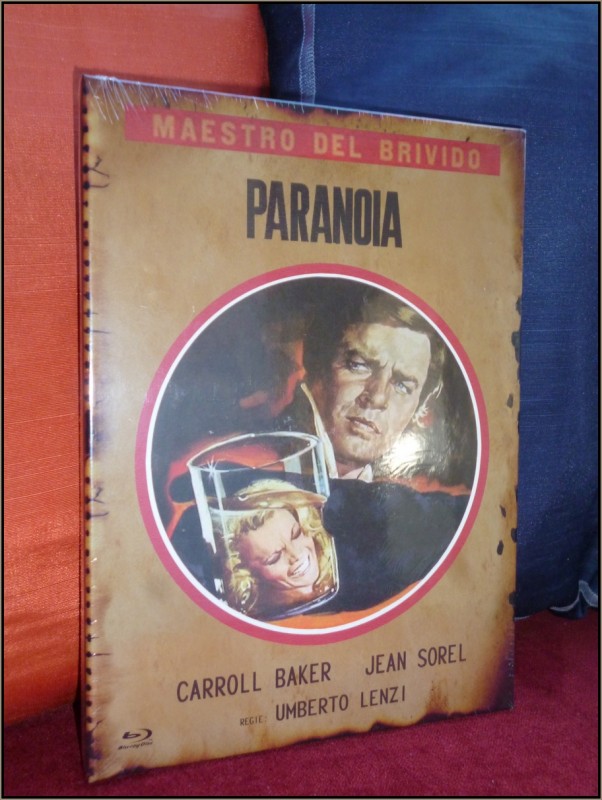 MAESTRO DEL BRIVIDO
PARANOIA
CARROLL BAKER JEAN SOREL
REGIE: UMBERTO LENZI
Blu-ray Disc